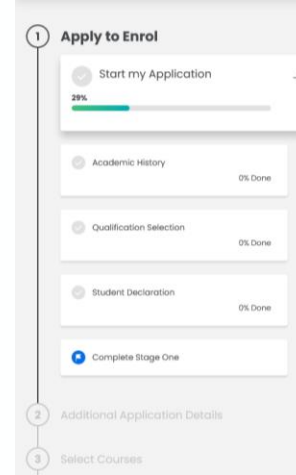 1 Apply to Enrol
Start my Application
29%
Academic History
0% Done
Qualification Selection
0% Done
Student Declaration
0% Done
Complete Stage One
2 Additional Application Details
3 Select Courses